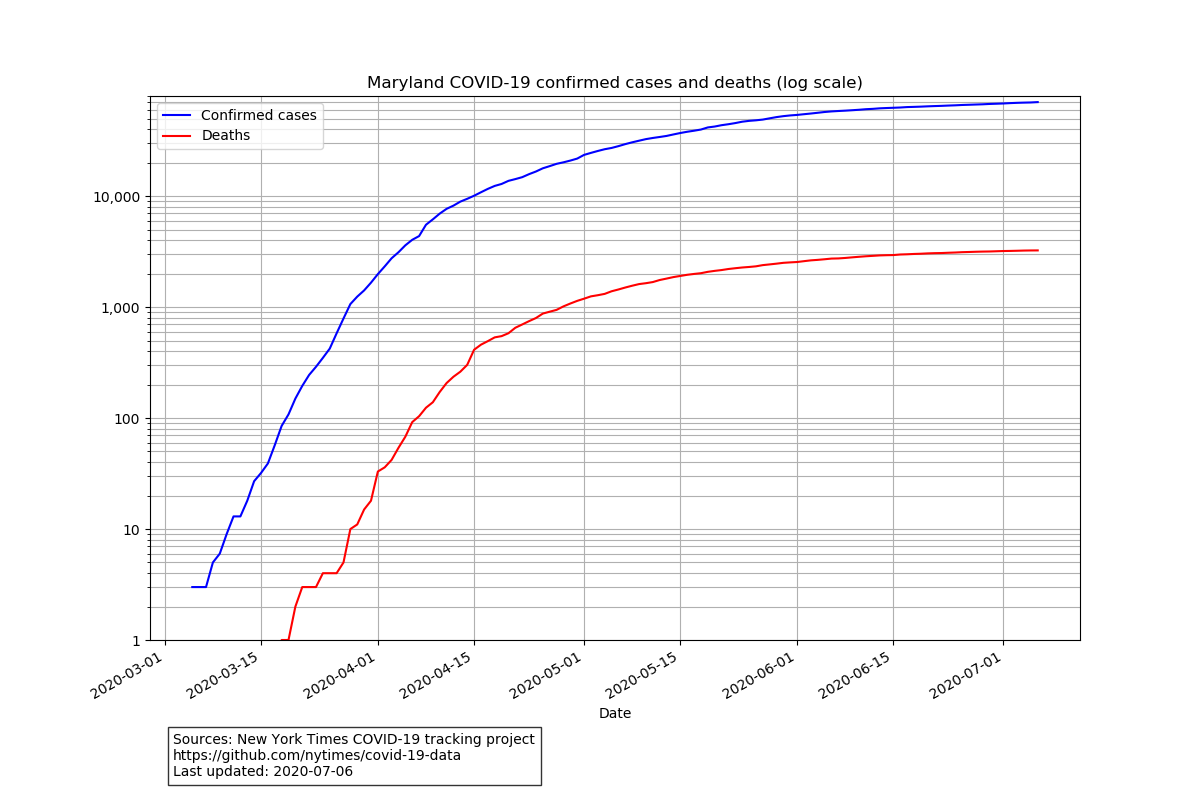 Maryland COVID-19 confirmed cases and deaths (log scale)
Confirmed cases
Deaths
10,000
1,000
100
10
1
2020-03-01
2020-03-15
2020-04-01
2020-04-15
2020-05-01
2020-05-15
2020-06-01
2020-06-15
2020-07-01
Date
Sources: New York Times COVID-19 tracking project
https://github.com/nytimes/covid-19-data
Last updated: 2020-07-06